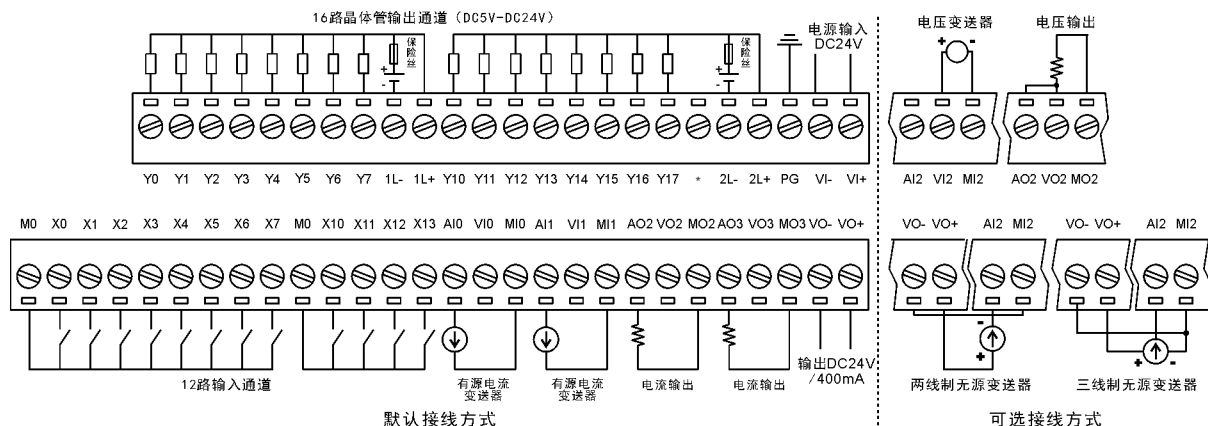 16路晶体管输出通道（DC5V-DC24V）
保险丝
保险丝
电源输入
DC24V
电压变送器
电压输出
+ -
+
-
+
-
Y0 Y1 Y2 Y3 Y4 Y5 Y6 Y7 1L- 1L+ Y10 Y11 Y12 Y13 Y14 Y15 Y16 Y17 * 2L- 2L+ PG VI- VI+
AI2 VI2 MI2
AO2 VO2 MO2
M0 X0 X1 X2 X3 X4 X5 X6 X7 M0 X10 X11 X12 X13 AI0 VI0 MI0 AI1 VI1 MI1 AO2 VO2 MO2 AO3 VO3 MO3 VO- VO+
VO- VO+ AI2 MI2
VO- VO+ AI2 MI2
-
+
+ -
12路输入通道
有源电流
变送器
有源电流
变送器
电流输出
电流输出
输出DC24V
/400mA
两线制无源变送器
三线制无源变送器
默认接线方式
可选接线方式